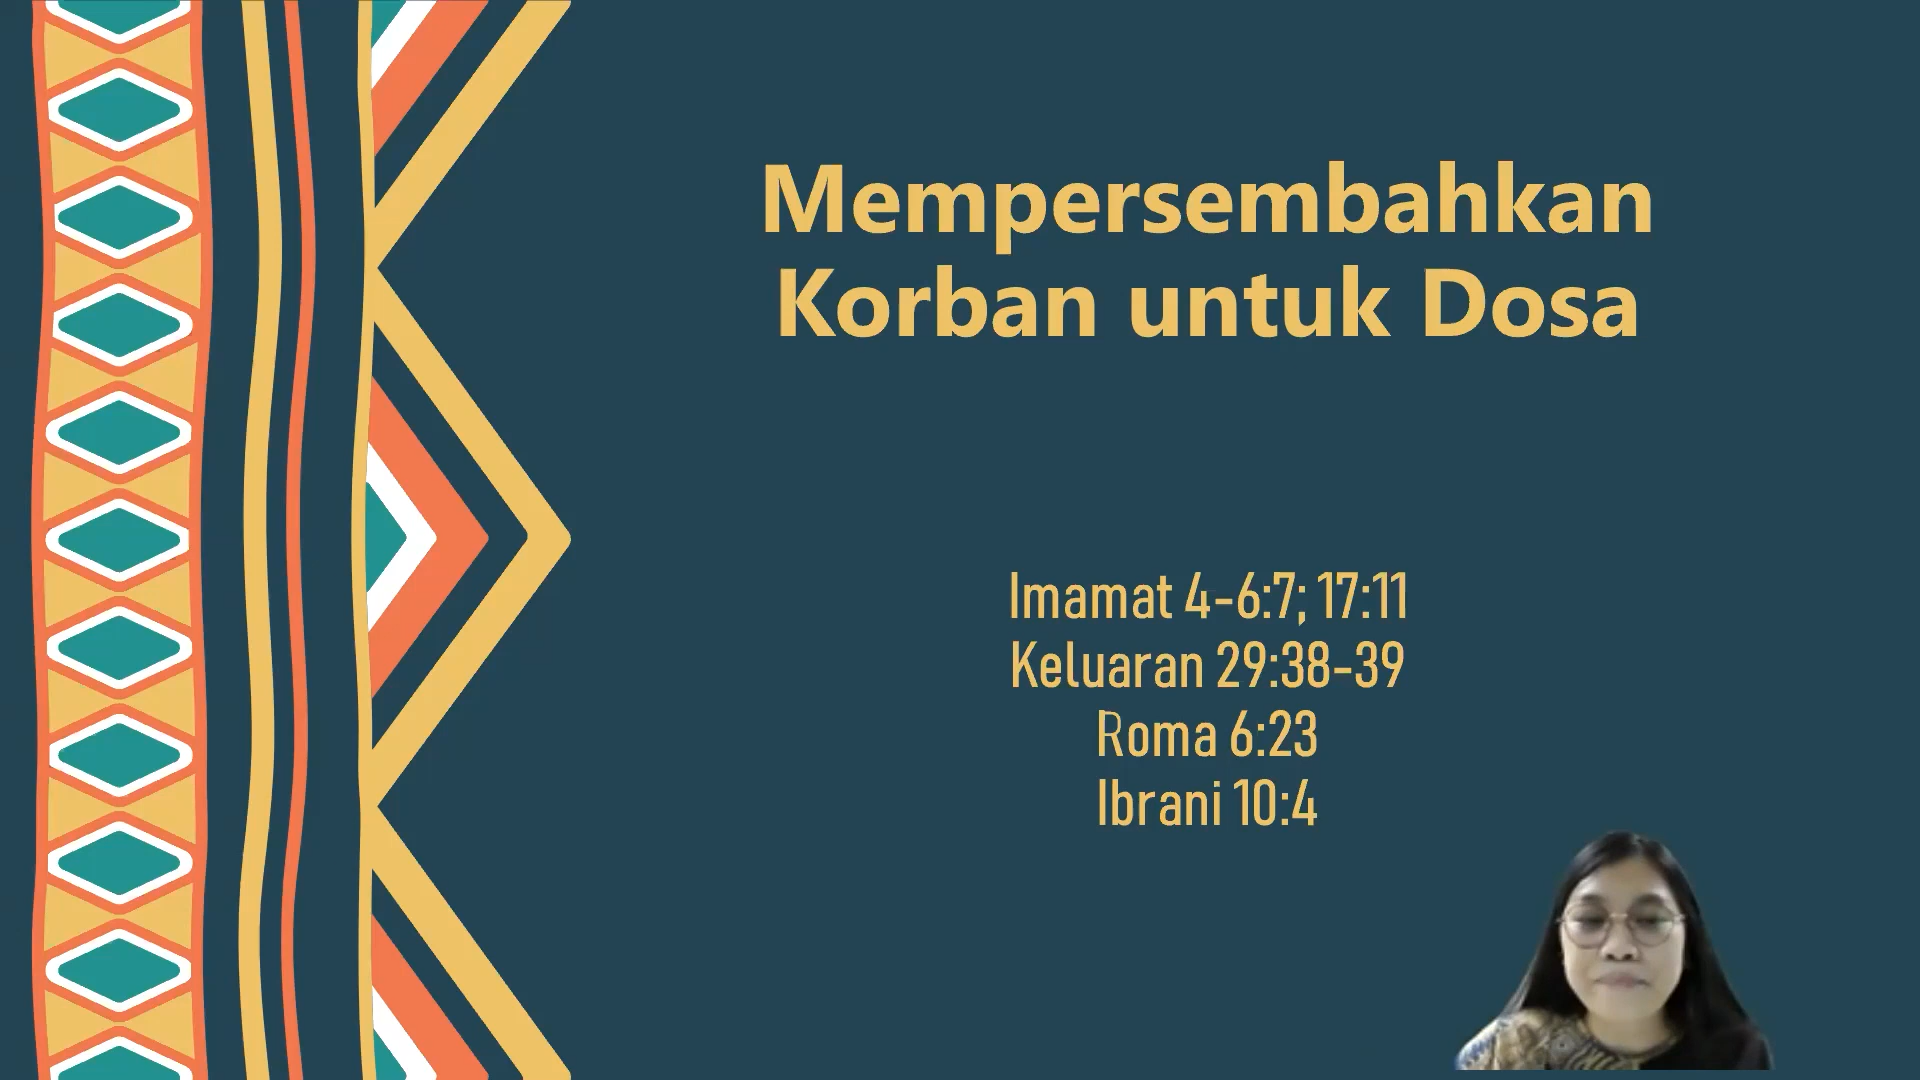 Mempersembahkan
Korban untuk Dosa
Imamat 4-6:7; 17:11
Keluaran 29:38-39
Roma 6:23
Ibrani 10:4